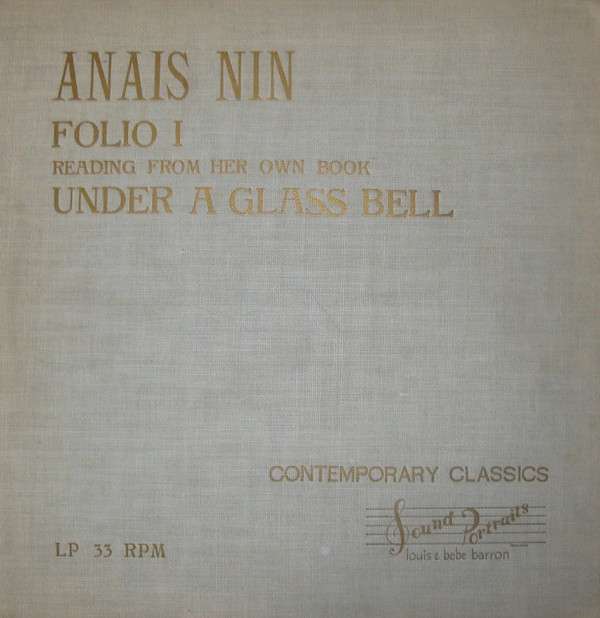 ANAIS NIN
FOLIO I
READING FROM HER OWN BOOK
UNDER A GLASS BELL
CONTEMPORARY CLASSICS
Sound Portraits
louis & bebe barron
LP 33 RPM